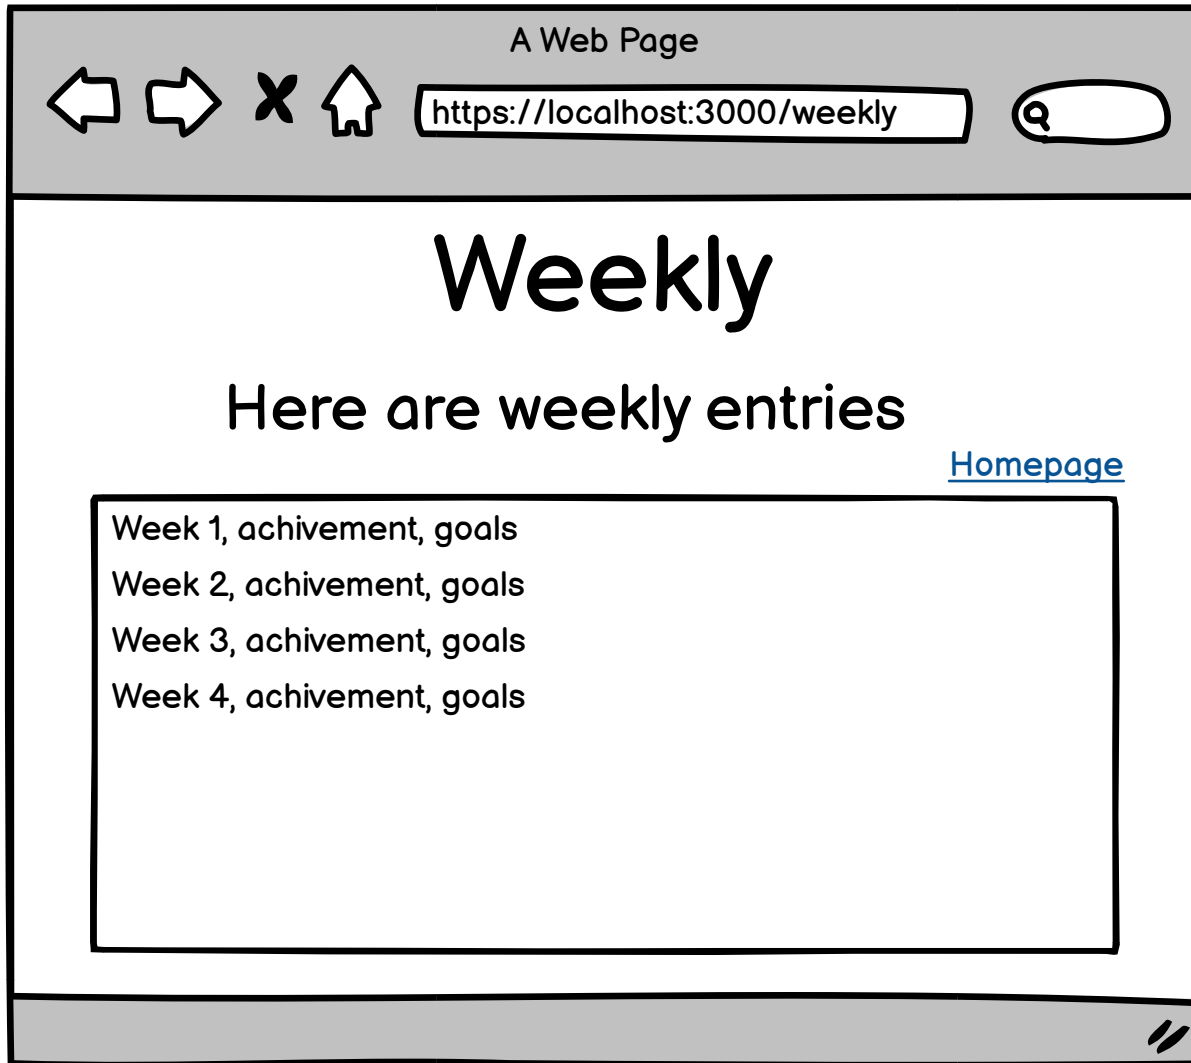 A Web Page
https://localhost:3000/weekly
Weekly
Here are weekly entries
Homepage
Week 1, achivement, goals
Week 2, achivement, goals
Week 3, achivement, goals
Week 4, achivement, goals